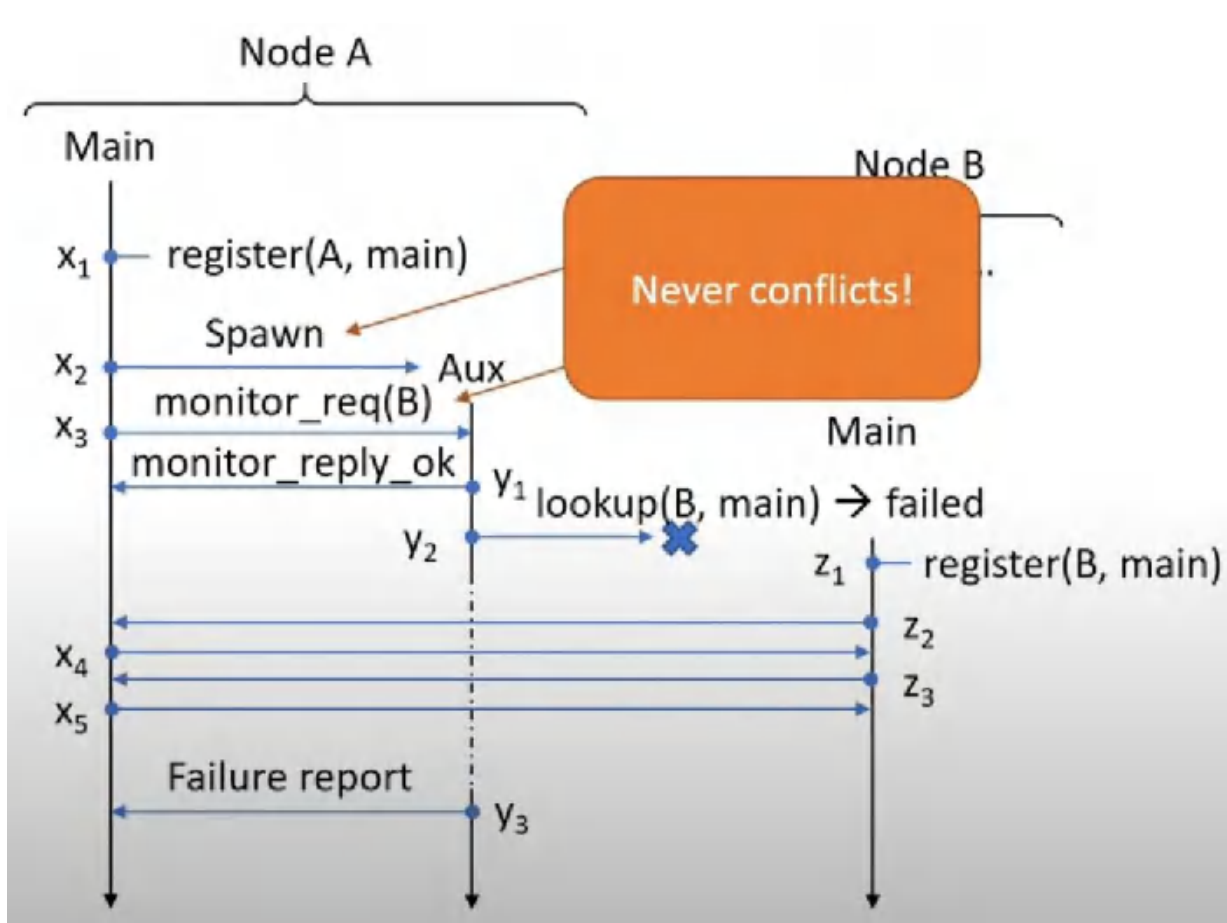 Node A
Main
Node B
x₁ register(A, main)
Never conflicts!
Spawn
x₂ Aux
monitor_req(B)
x₃
Main
monitor_reply_ok
y₁ lookup(B, main) → failed
y₂
z₁ register(B, main)
z₂
x₄
z₃
x₅
Failure report
y₃